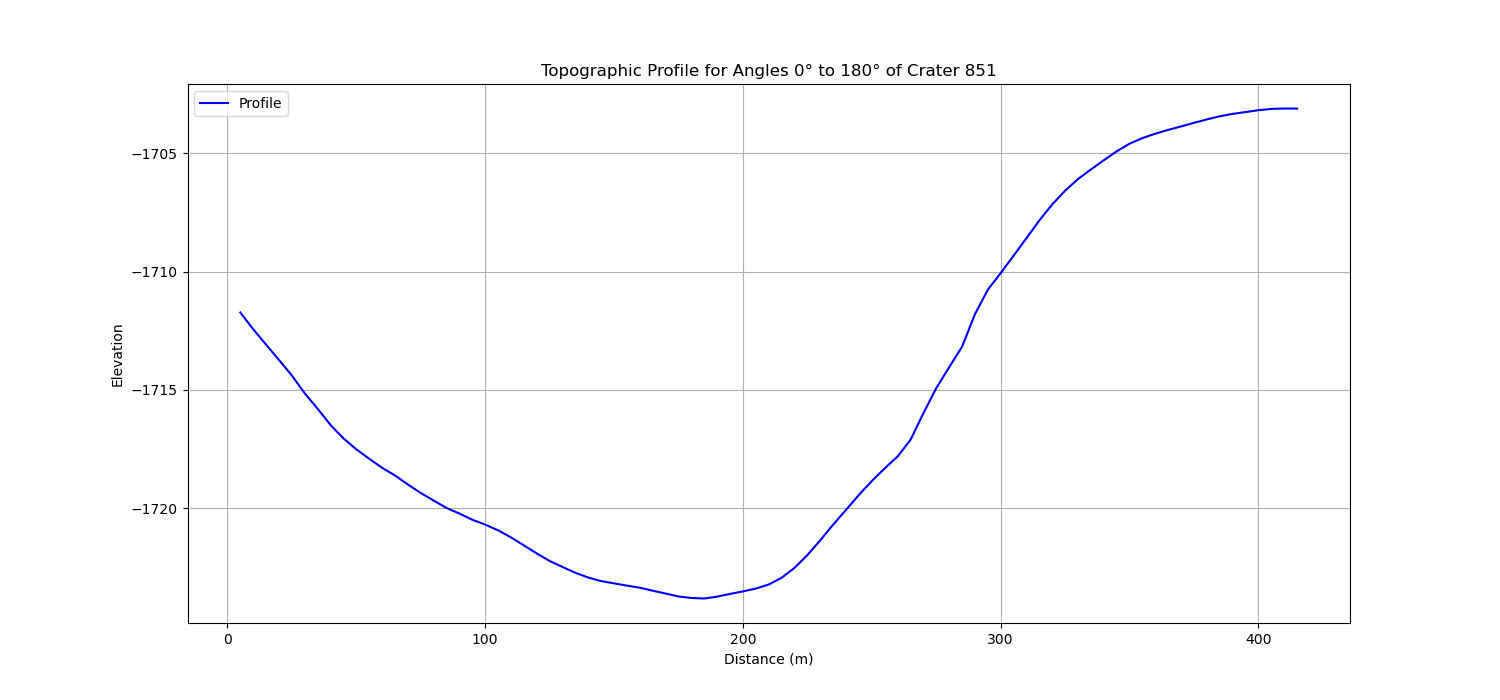 Topographic Profile for Angles 0° to 180° of Crater 851
Profile
−1705
−1710
−1715
−1720
Elevation
0 100 200 300 400
Distance (m)